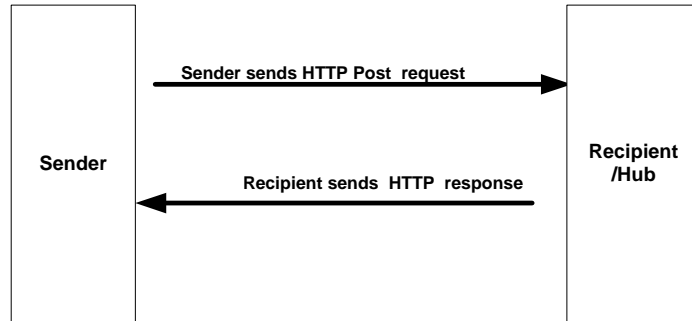 Sender sends HTTP Post request
Sender
Recipient
/Hub
Recipient sends HTTP response